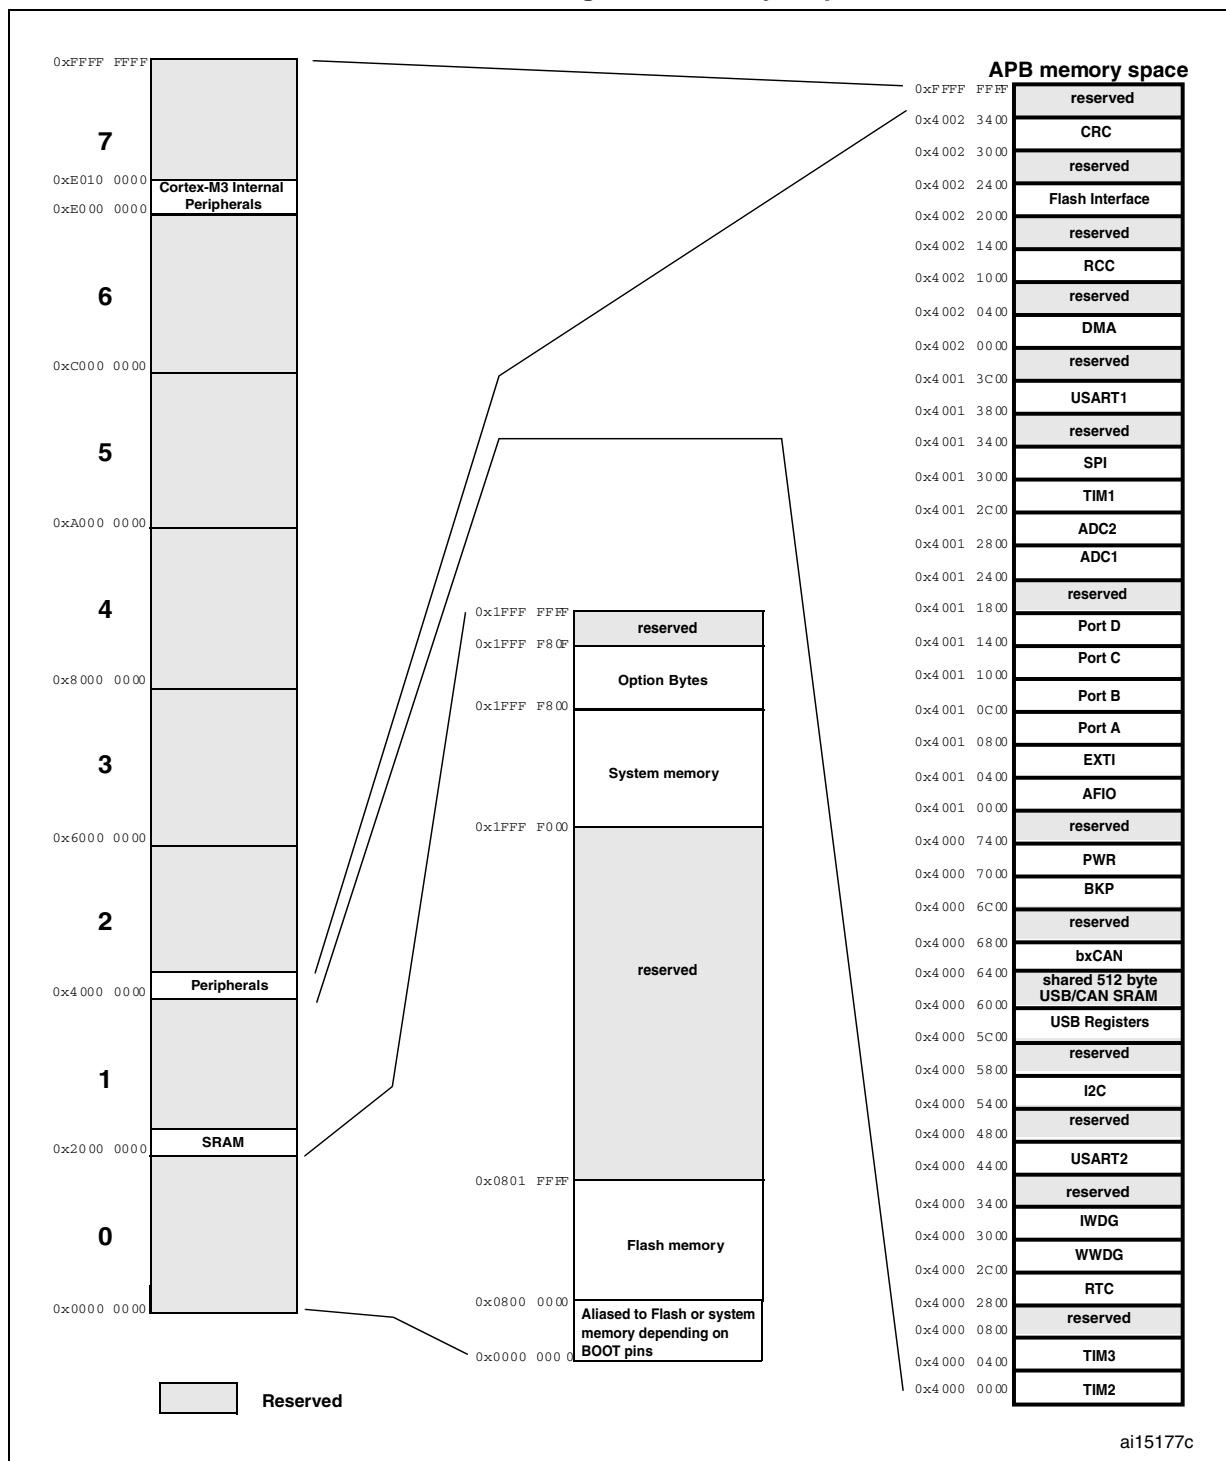 APB memory space
0xFFFF FFFF
7
0xE010 0000
Cortex-M3 Internal
Peripherals
0xE000 0000
6
0xC000 0000
5
0xA000 0000
4
0x8000 0000
3
0x6000 0000
2
Peripherals
0x4000 0000
1
SRAM
0x2000 0000
0
0x0000 0000
Reserved
0x1FFF FFFF
reserved
0x1FFF F80F
Option Bytes
0x1FFF F800
System memory
0x1FFF F000
reserved
0x0801 FFFF
Flash memory
0x0800 0000
Aliased to Flash or system
memory depending on
BOOT pins
0x0000 0000
0xFFFF FFFF
reserved
0x4002 3400
CRC
0x4002 3000
reserved
0x4002 2400
Flash Interface
0x4002 2000
reserved
0x4002 1400
RCC
0x4002 1000
reserved
0x4002 0400
DMA
0x4002 0000
reserved
0x4001 3C00
USART1
0x4001 3800
reserved
0x4001 3400
SPI
0x4001 3000
TIM1
0x4001 2C00
ADC2
0x4001 2800
ADC1
0x4001 2400
reserved
0x4001 1800
Port D
0x4001 1400
Port C
0x4001 1000
Port B
0x4001 0C00
Port A
0x4001 0800
EXTI
0x4001 0400
AFIO
0x4001 0000
reserved
0x4000 7400
PWR
0x4000 7000
BKP
0x4000 6C00
reserved
0x4000 6800
bxCAN
0x4000 6400
shared 512 byte
USB/CAN SRAM
0x4000 6000
USB Registers
0x4000 5C00
reserved
0x4000 5800
I2C
0x4000 5400
reserved
0x4000 4800
USART2
0x4000 4400
reserved
0x4000 3400
IWDG
0x4000 3000
WWDG
0x4000 2C00
RTC
0x4000 2800
reserved
0x4000 0800
TIM3
0x4000 0400
TIM2
0x4000 0000
ai15177c